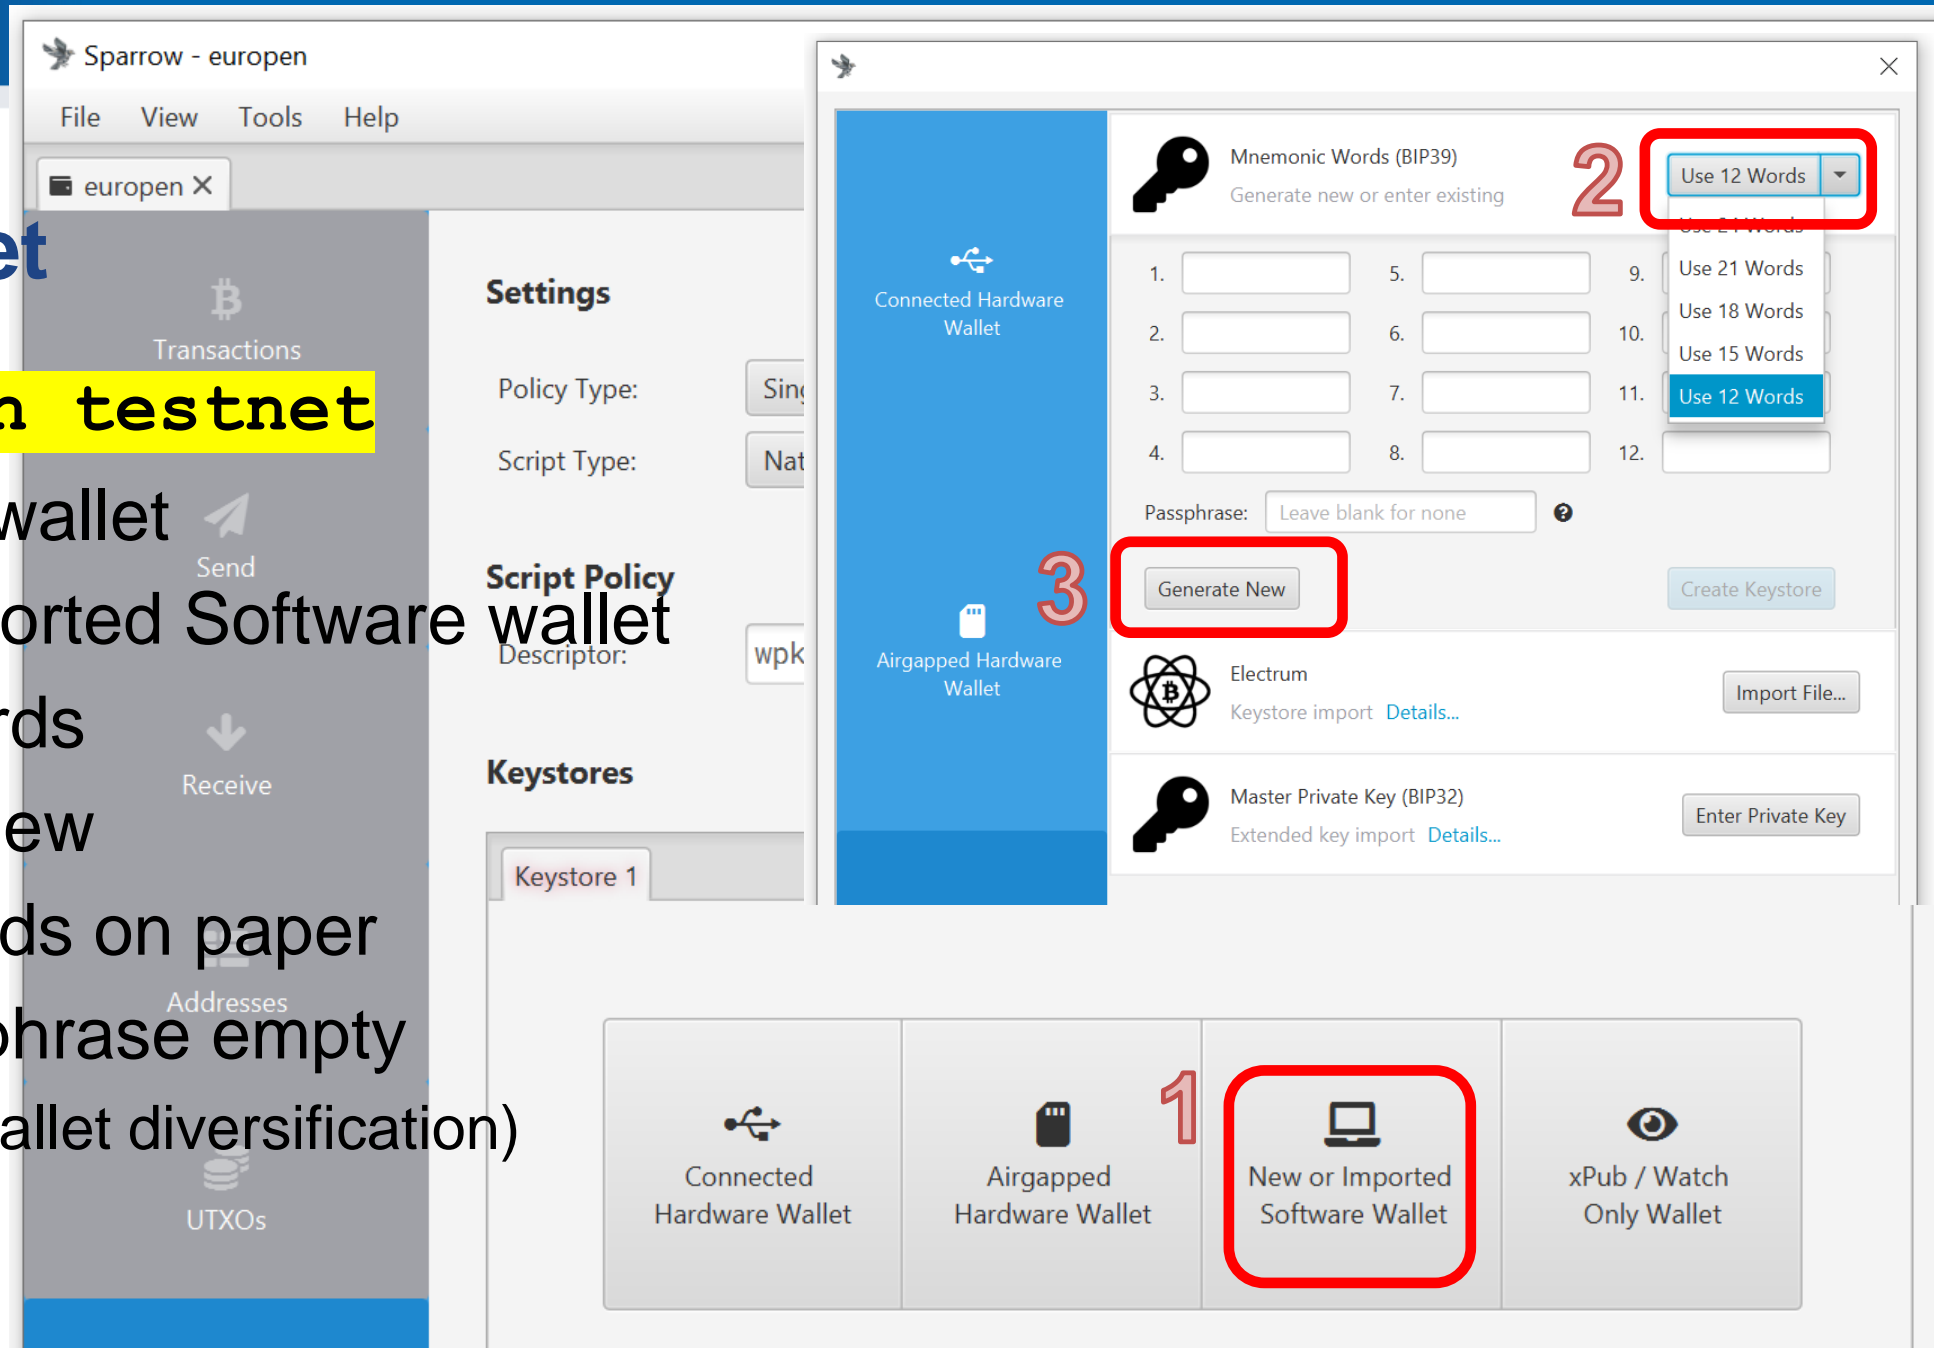 Sparrow - europen
File View Tools Help
europen
et
n testnet
wallet
orted Software wallet
rds
ew
ds on paper
phrase empty
allet diversification)
Transactions
Send
Receive
Addresses
UTXOs
Settings
Policy Type: Sing
Script Type: Nat
Script Policy
Descriptor: wpk
Keystores
Keystore 1
Connected Hardware
Wallet
Airgapped Hardware
Wallet
Mnemonic Words (BIP39)
Generate new or enter existing
2
Use 12 Words
Use 24 Words
Use 21 Words
Use 18 Words
Use 15 Words
Use 12 Words
1. 5. 9.
2. 6. 10.
3. 7. 11.
4. 8. 12.
Passphrase: Leave blank for none
3
Generate New
Create Keystore
Electrum
Keystore import Details...
Import File...
Master Private Key (BIP32)
Extended key import Details...
Enter Private Key
1
Connected
Hardware Wallet
Airgapped
Hardware Wallet
New or Imported
Software Wallet
xPub / Watch
Only Wallet